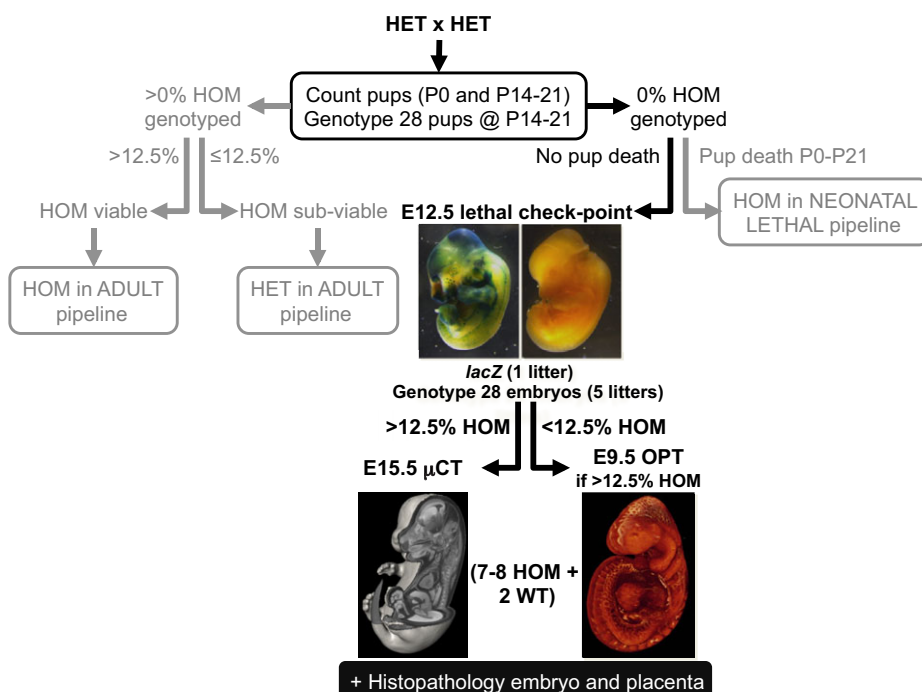 HET x HET
Count pups (P0 and P14-21)
Genotype 28 pups @ P14-21
>0% HOM
genotyped
0% HOM
genotyped
>12.5%
≤12.5%
No pup death
Pup death P0-P21
HOM viable
HOM sub-viable
E12.5 lethal check-point
HOM in NEONATAL
LETHAL pipeline
HOM in ADULT
pipeline
HET in ADULT
pipeline
lacZ (1 litter)
Genotype 28 embryos (5 litters)
>12.5% HOM
<12.5% HOM
E15.5 µCT
E9.5 OPT
if >12.5% HOM
(7-8 HOM +
2 WT)
+ Histopathology embryo and placenta